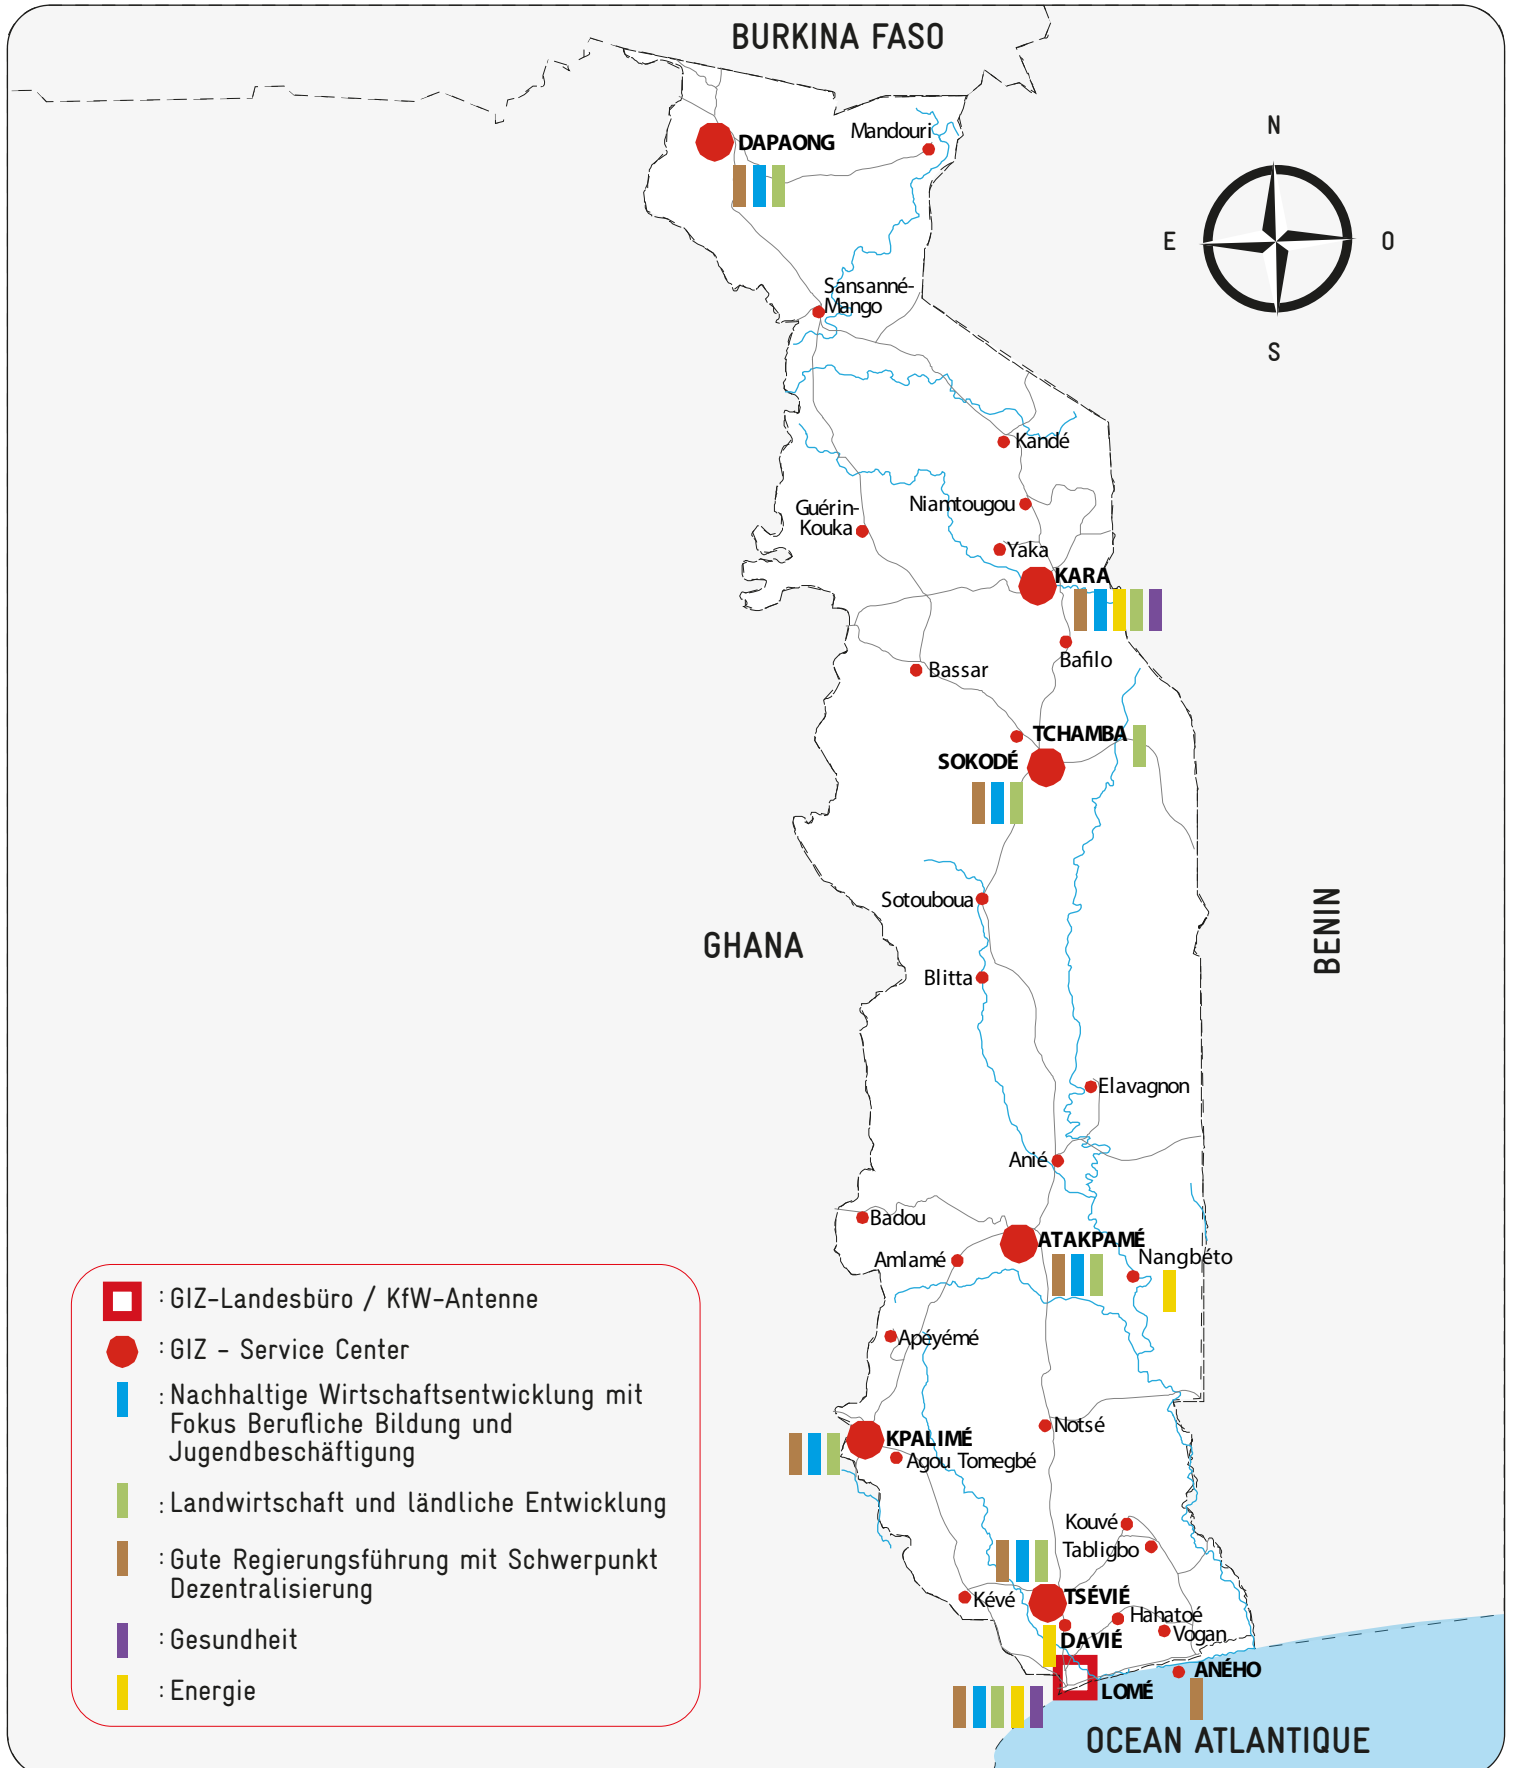 BURKINA FASO
DAPAONG
Mandouri
N
E
O
S
Sansanné-
Mango
Kandé
Niamtougou
Guérin-
Kouka
Yaka
KARA
Bafilo
Bassar
TCHAMBA
SOKODÉ
Sotouboua
GHANA
BENIN
Blitta
Elavagnon
Anié
Badou
ATAKPAMÉ
Amlamé
Nangbéto
Apéyémé
KPALIMÉ
Notsé
Agou Tomegbé
Kouvé
Tabligbo
Kévé
TSÉVIÉ
Hahatoé
Vogan
DAVIÉ
ANÉHO
LOMÉ
OCEAN ATLANTIQUE
: GIZ-Landesbüro / KfW-Antenne
: GIZ - Service Center
: Nachhaltige Wirtschaftsentwicklung mit
Fokus Berufliche Bildung und
Jugendbeschäftigung
: Landwirtschaft und ländliche Entwicklung
: Gute Regierungsführung mit Schwerpunkt
Dezentralisierung
: Gesundheit
: Energie